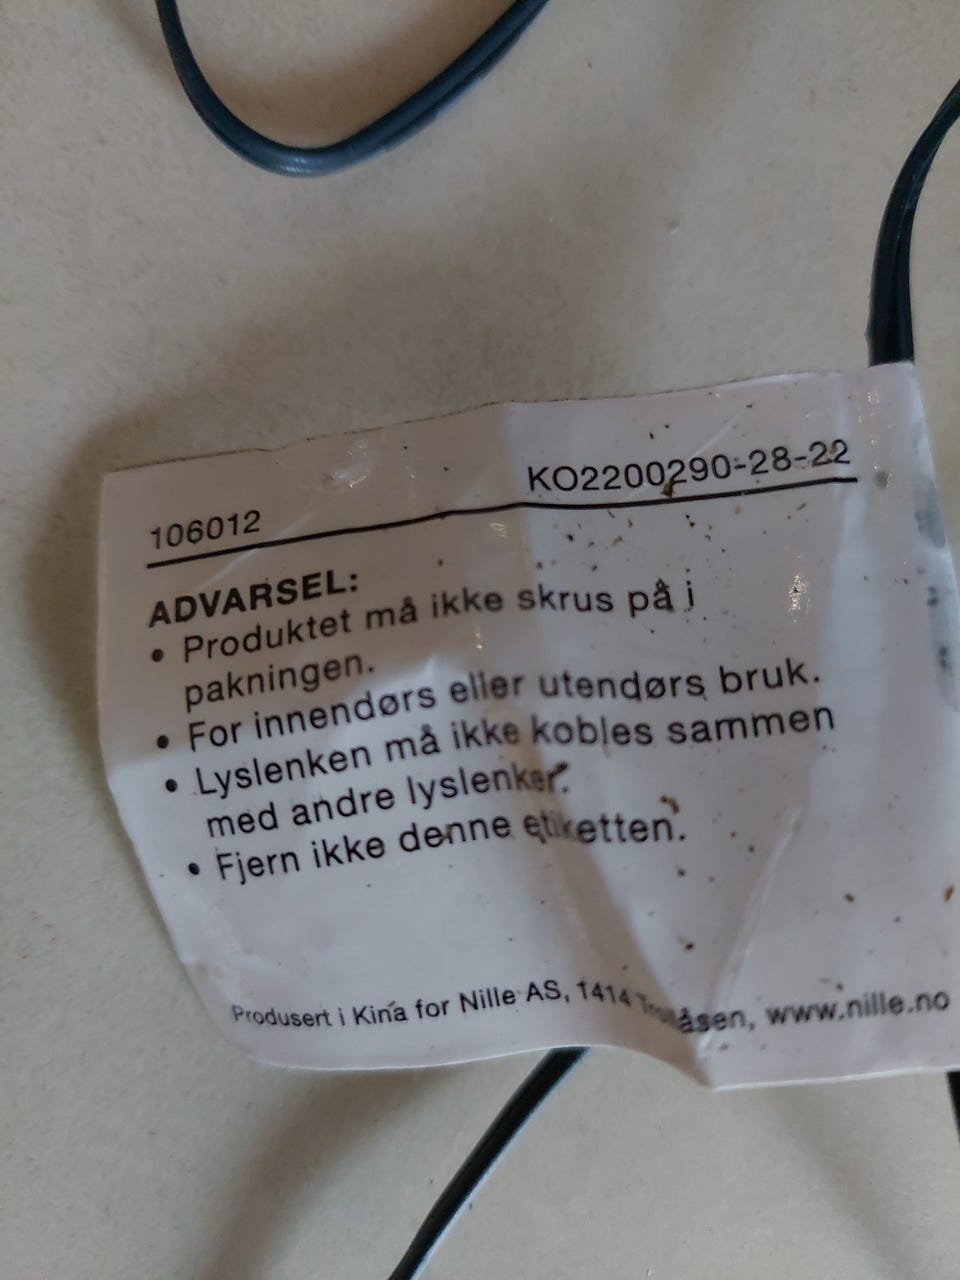 106012 KO2200290-28-22
ADVARSEL:
• Produktet må ikke skrus på i
pakningen.
• For innendørs eller utendørs bruk.
• Lyslenken må ikke kobles sammen
med andre lyslenker.
• Fjern ikke denne etiketten.
Produsert i Kina for Nille AS, 1414 Trollåsen, www.nille.no